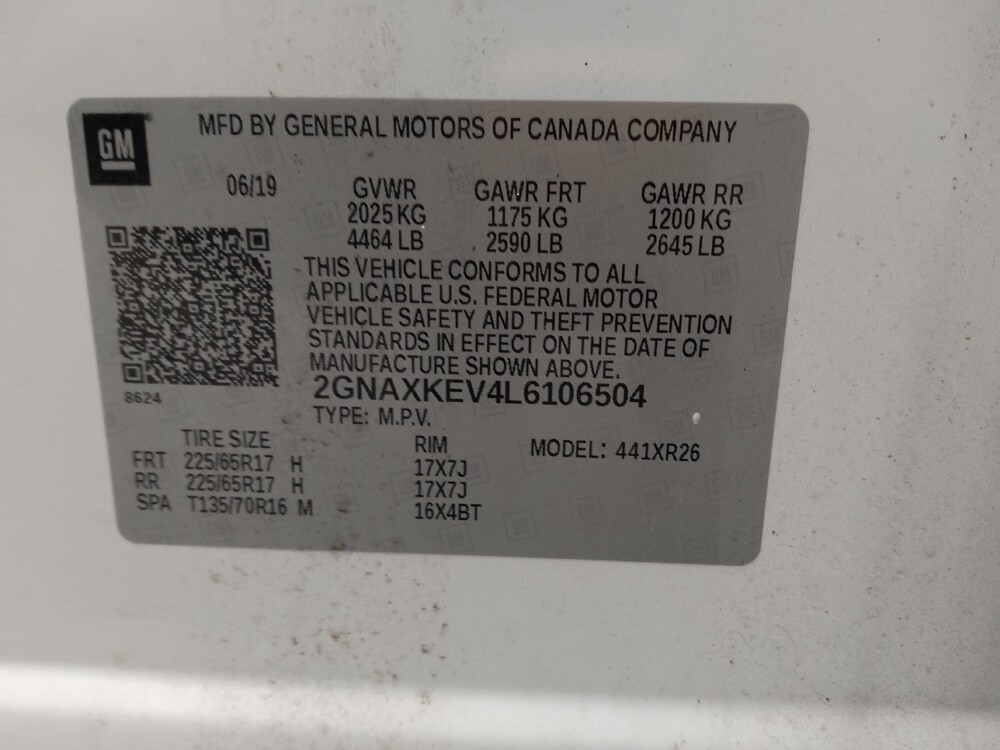 GM
MFD BY GENERAL MOTORS OF CANADA COMPANY
06/19 GVWR GAWR FRT GAWR RR
2025 KG 1175 KG 1200 KG
4464 LB 2590 LB 2645 LB
THIS VEHICLE CONFORMS TO ALL
APPLICABLE U.S. FEDERAL MOTOR
VEHICLE SAFETY AND THEFT PREVENTION
STANDARDS IN EFFECT ON THE DATE OF
MANUFACTURE SHOWN ABOVE.
8624 2GNAXKEV4L6106504
TYPE: M.P.V.
TIRE SIZE RIM MODEL: 441XR26
FRT 225/65R17 H 17X7J
RR 225/65R17 H 17X7J
SPA T135/70R16 M 16X4BT